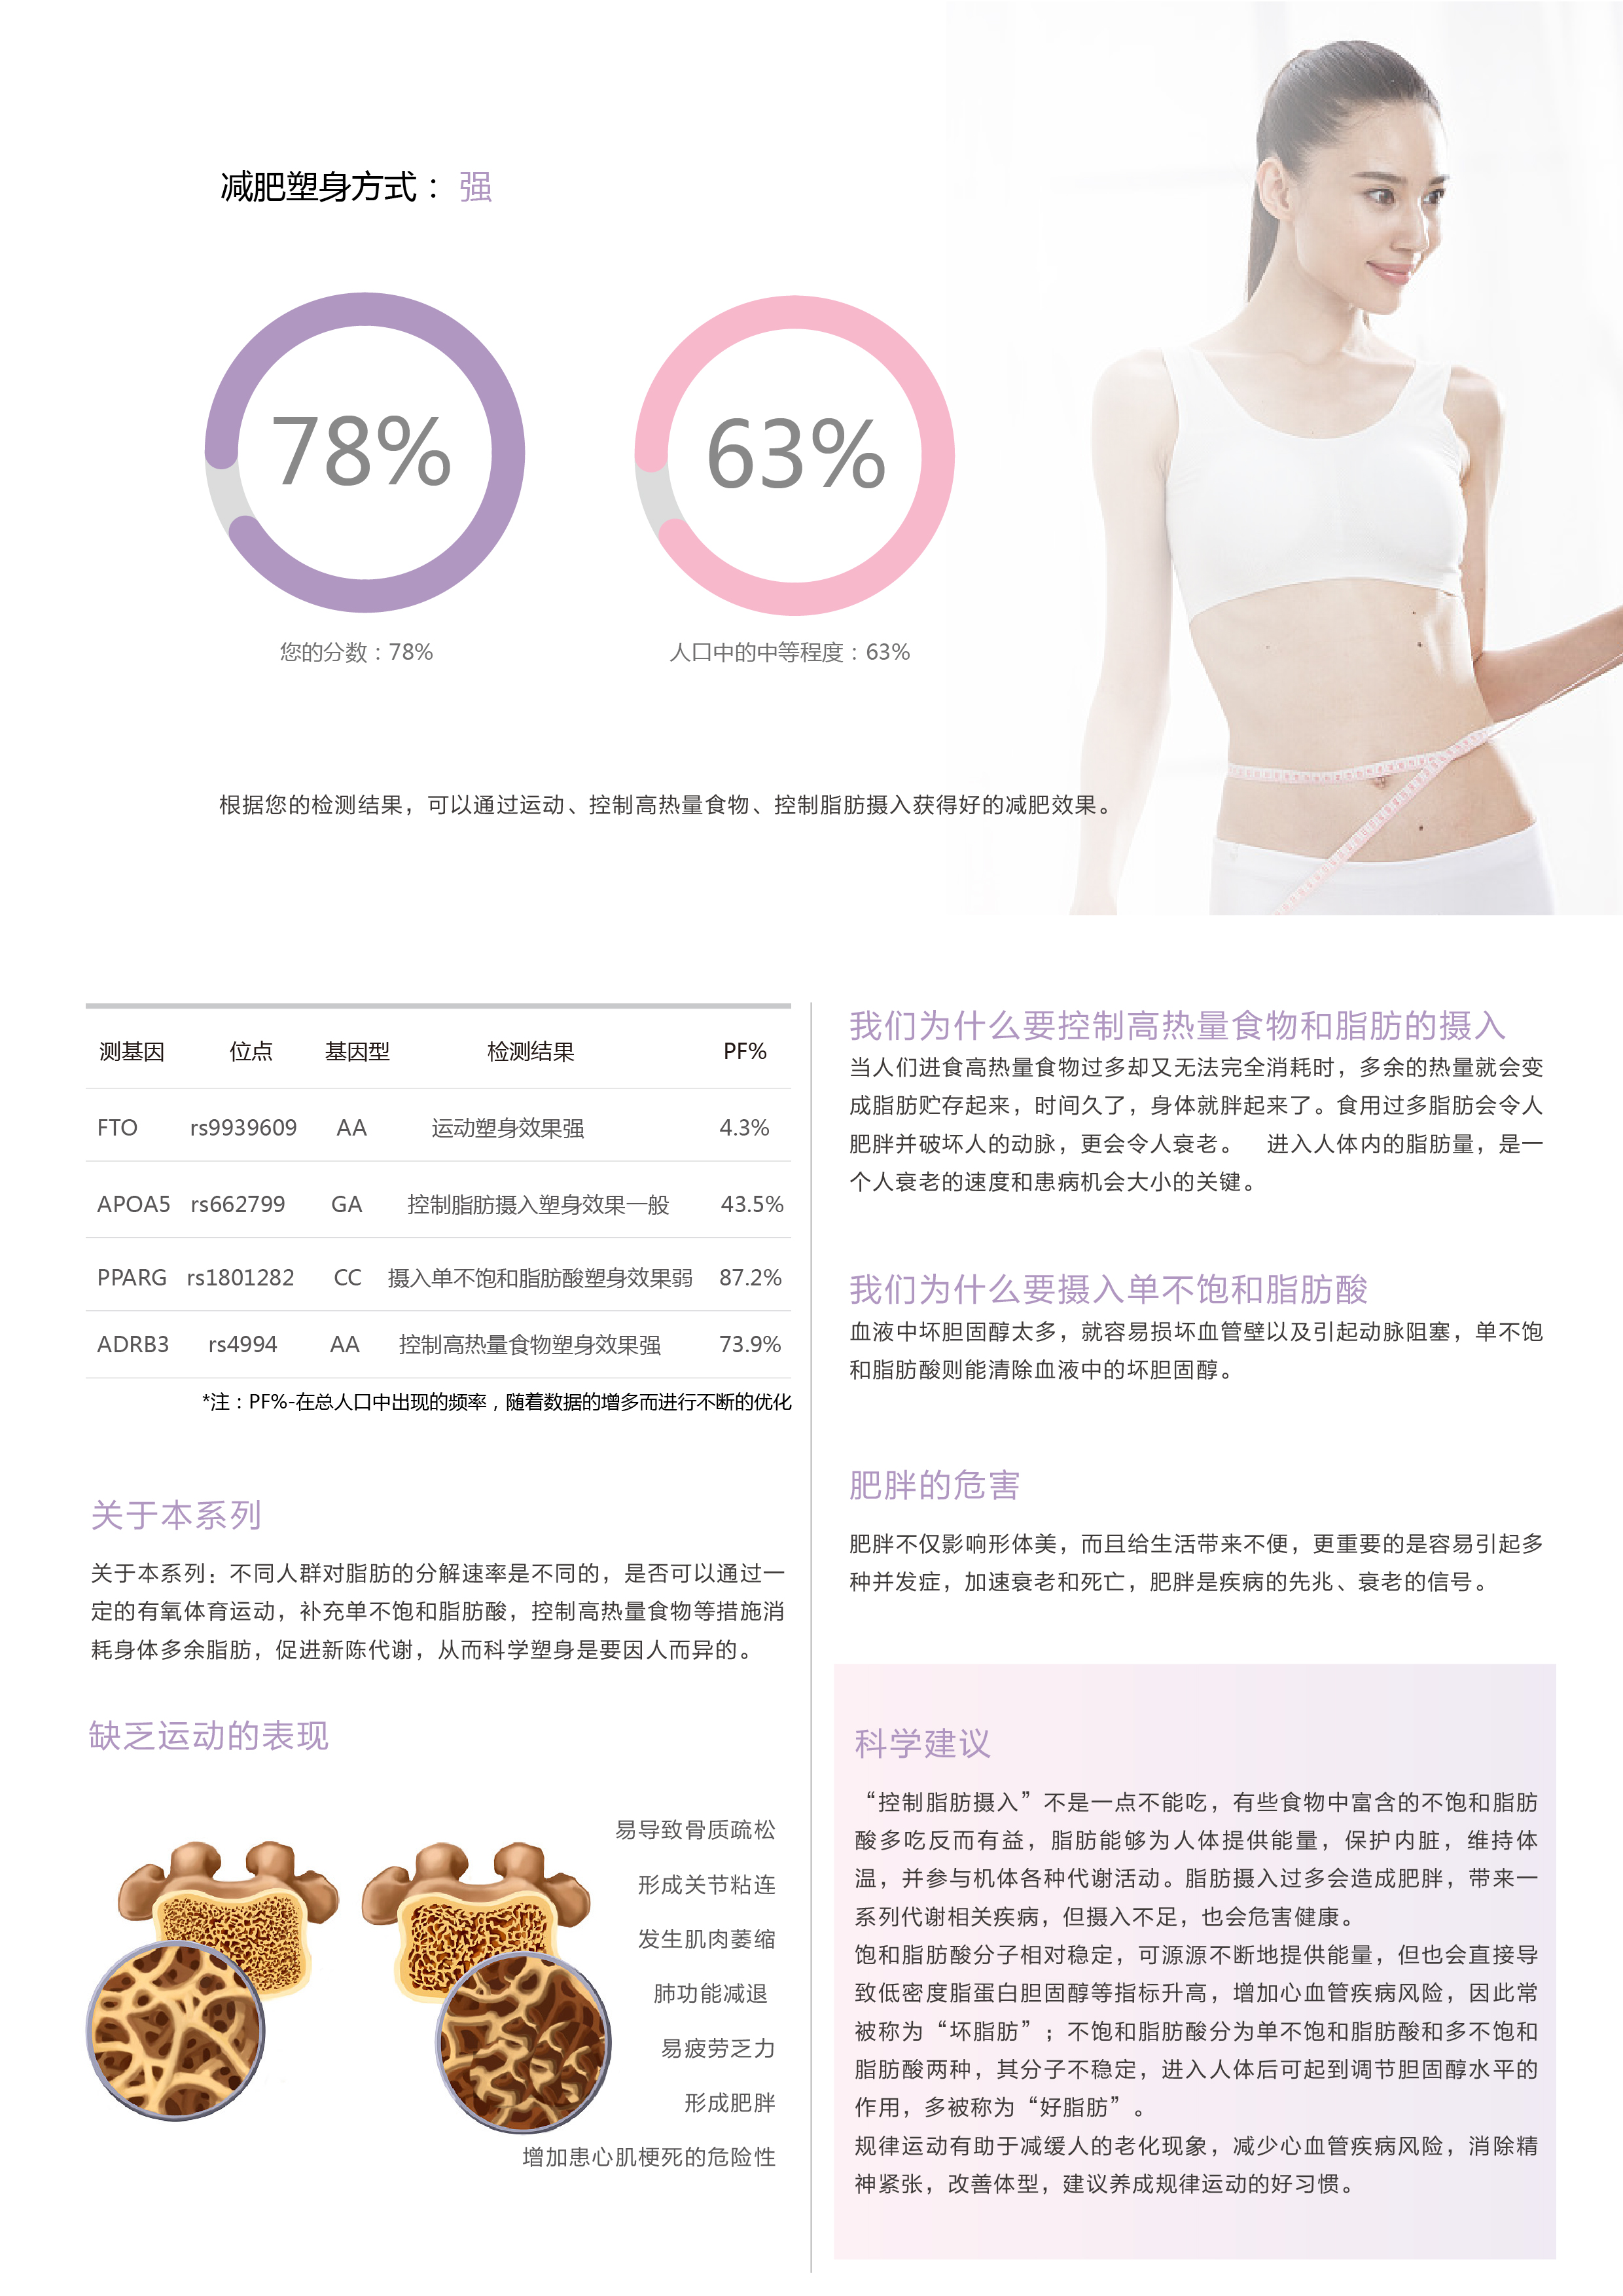 减肥塑身方式： 强
78%
63%
您的分数：78%
人口中的中等程度：63%
根据您的检测结果，可以通过运动、控制高热量食物、控制脂肪摄入获得好的减肥效果。
测基因 位点 基因型 检测结果 PF%
FTO rs9939609 AA 运动塑身效果强 4.3%
APOA5 rs662799 GA 控制脂肪摄入塑身效果一般 43.5%
PPARG rs1801282 CC 摄入单不饱和脂肪酸塑身效果弱 87.2%
ADRB3 rs4994 AA 控制高热量食物塑身效果强 73.9%
*注：PF%-在总人口中出现的频率，随着数据的增多而进行不断的优化
关于本系列
关于本系列：不同人群对脂肪的分解速率是不同的，是否可以通过一
定的有氧体育运动，补充单不饱和脂肪酸，控制高热量食物等措施消
耗身体多余脂肪，促进新陈代谢，从而科学塑身是要因人而异的。
缺乏运动的表现
易导致骨质疏松
形成关节粘连
发生肌肉萎缩
肺功能减退
易疲劳乏力
形成肥胖
增加患心肌梗死的危险性
我们为什么要控制高热量食物和脂肪的摄入
当人们进食高热量食物过多却又无法完全消耗时，多余的热量就会变
成脂肪贮存起来，时间久了，身体就胖起来了。食用过多脂肪会令人
肥胖并破坏人的动脉，更会令人衰老。 进入人体内的脂肪量，是一
个人衰老的速度和患病机会大小的关键。
我们为什么要摄入单不饱和脂肪酸
血液中坏胆固醇太多，就容易损坏血管壁以及引起动脉阻塞，单不饱
和脂肪酸则能清除血液中的坏胆固醇。
肥胖的危害
肥胖不仅影响形体美，而且给生活带来不便，更重要的是容易引起多
种并发症，加速衰老和死亡，肥胖是疾病的先兆、衰老的信号。
科学建议
“控制脂肪摄入”不是一点不能吃，有些食物中富含的不饱和脂肪
酸多吃反而有益，脂肪能够为人体提供能量，保护内脏，维持体
温，并参与机体各种代谢活动。脂肪摄入过多会造成肥胖，带来一
系列代谢相关疾病，但摄入不足，也会危害健康。
饱和脂肪酸分子相对稳定，可源源不断地提供能量，但也会直接导
致低密度脂蛋白胆固醇等指标升高，增加心血管疾病风险，因此常
被称为“坏脂肪”；不饱和脂肪酸分为单不饱和脂肪酸和多不饱和
脂肪酸两种，其分子不稳定，进入人体后可起到调节胆固醇水平的
作用，多被称为“好脂肪”。
规律运动有助于减缓人的老化现象，减少心血管疾病风险，消除精
神紧张，改善体型，建议养成规律运动的好习惯。